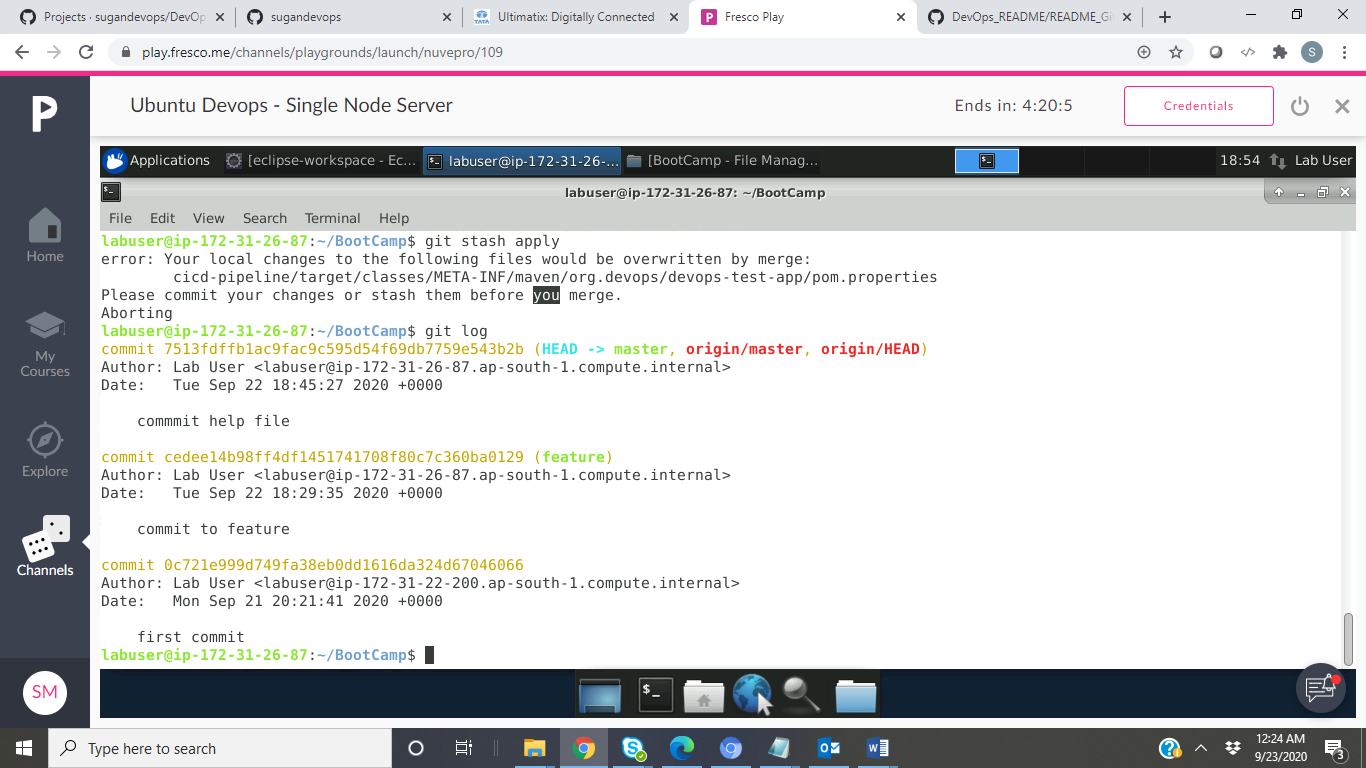 Projects · sugandevops/DevOp
sugandevops
TATA
Ultimatix: Digitally Connected
Fresco Play
DevOps_README/README_Gi
play.fresco.me/channels/playgrounds/launch/nuvepro/109
S
Ubuntu Devops - Single Node Server
Ends in: 4:20:5
Credentials
Applications
[eclipse-workspace - Ec...
labuser@ip-172-31-26-...
[BootCamp - File Manag...
18:54
Lab User
labuser@ip-172-31-26-87: ~/BootCamp
File Edit View Search Terminal Help
labuser@ip-172-31-26-87:~/BootCamp$ git stash apply
error: Your local changes to the following files would be overwritten by merge:
cicd-pipeline/target/classes/META-INF/maven/org.devops/devops-test-app/pom.properties
Please commit your changes or stash them before you merge.
Aborting
labuser@ip-172-31-26-87:~/BootCamp$ git log
commit 7513fdffb1ac9fac9c595d54f69db7759e543b2b (HEAD -> master, origin/master, origin/HEAD)
Author: Lab User <labuser@ip-172-31-26-87.ap-south-1.compute.internal>
Date: Tue Sep 22 18:45:27 2020 +0000
commmit help file
commit cedee14b98ff4df1451741708f80c7c360ba0129 (feature)
Author: Lab User <labuser@ip-172-31-26-87.ap-south-1.compute.internal>
Date: Tue Sep 22 18:29:35 2020 +0000
commit to feature
commit 0c721e999d749fa38eb0dd1616da324d67046066
Author: Lab User <labuser@ip-172-31-22-200.ap-south-1.compute.internal>
Date: Mon Sep 21 20:21:41 2020 +0000
first commit
labuser@ip-172-31-26-87:~/BootCamp$
Home
My
Courses
Explore
Channels
SM
Type here to search
12:24 AM
9/23/2020
3